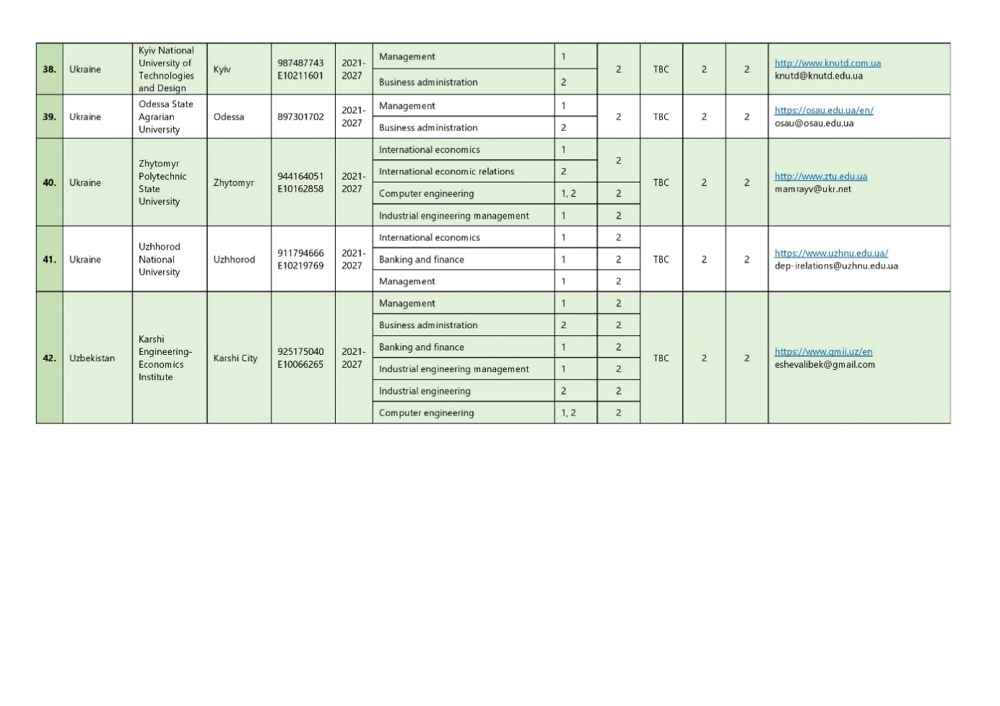 38.
Ukraine
Kyiv National
University of
Technologies
and Design
Kyiv
987487743
E10211601
2021-
2027
Management
1
Business administration
2
2
TBC
2
2
http://www.knutd.com.ua
knutd@knutd.edu.ua
39.
Ukraine
Odessa State
Agrarian
University
Odessa
897301702
2021-
2027
Management
1
Business administration
2
2
TBC
2
2
https://osau.edu.ua/en/
osau@osau.edu.ua
40.
Ukraine
Zhytomyr
Polytechnic
State
University
Zhytomyr
944164051
E10162858
2021-
2027
International economics
1
International economic relations
2
2
Computer engineering
1, 2
2
Industrial engineering management
1
2
TBC
2
2
http://www.ztu.edu.ua
mamrayv@ukr.net
41.
Ukraine
Uzhhorod
National
University
Uzhhorod
911794666
E10219769
2021-
2027
International economics
1
2
Banking and finance
1
2
Management
1
2
TBC
2
2
https://www.uzhnu.edu.ua/
dep-irelations@uzhnu.edu.ua
42.
Uzbekistan
Karshi
Engineering-
Economics
Institute
Karshi City
925175040
E10066265
2021-
2027
Management
1
2
Business administration
2
2
Banking and finance
1
2
Industrial engineering management
1
2
Industrial engineering
2
2
Computer engineering
1, 2
2
TBC
2
2
https://www.qmii.uz/en
eshevalibek@gmail.com